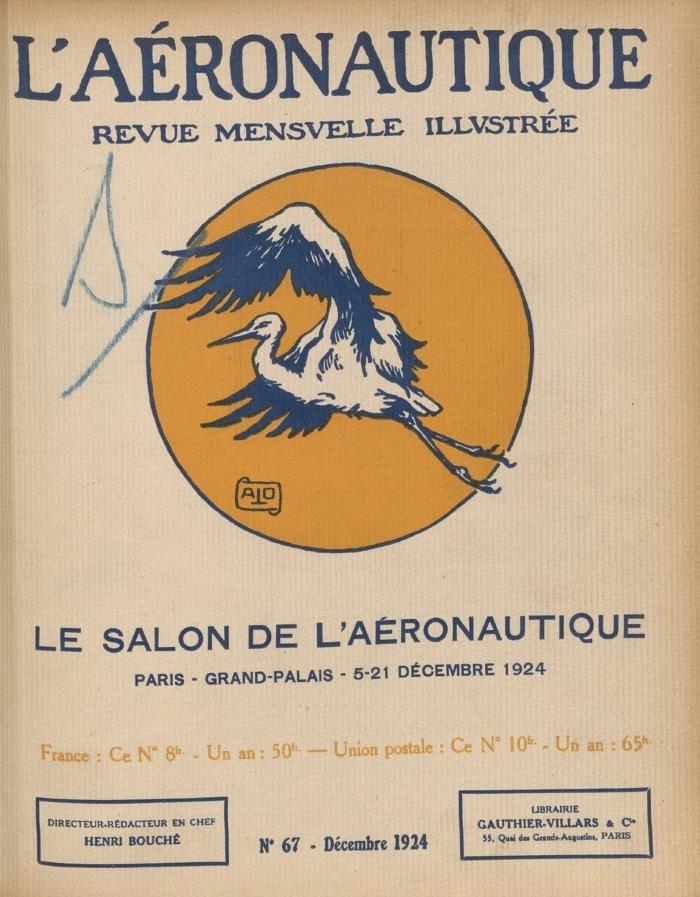 L'AÉRONAUTIQUE
REVUE MENSVELLE ILLVSTRÉE
ALO
LE SALON DE L'AÉRONAUTIQUE
PARIS - GRAND-PALAIS - 5-21 DÉCEMBRE 1924
France : Ce N° 8fr. - Un an : 50fr. — Union postale : Ce N° 10fr. - Un an : 65fr.
DIRECTEUR-RÉDACTEUR EN CHEF
HENRI BOUCHÉ
N° 67 - Décembre 1924
LIBRAIRIE
GAUTHIER-VILLARS & Cie
55, Quai des Grands-Augustins, PARIS